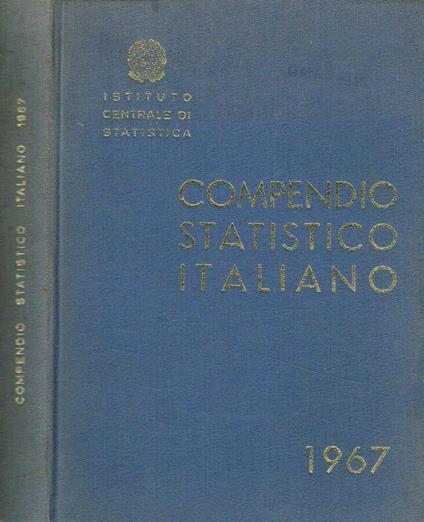 COMPENDIO STATISTICO ITALIANO 1967
ISTITUTO
CENTRALE DI
STATISTICA
COMPENDIO
STATISTICO
ITALIANO
1967